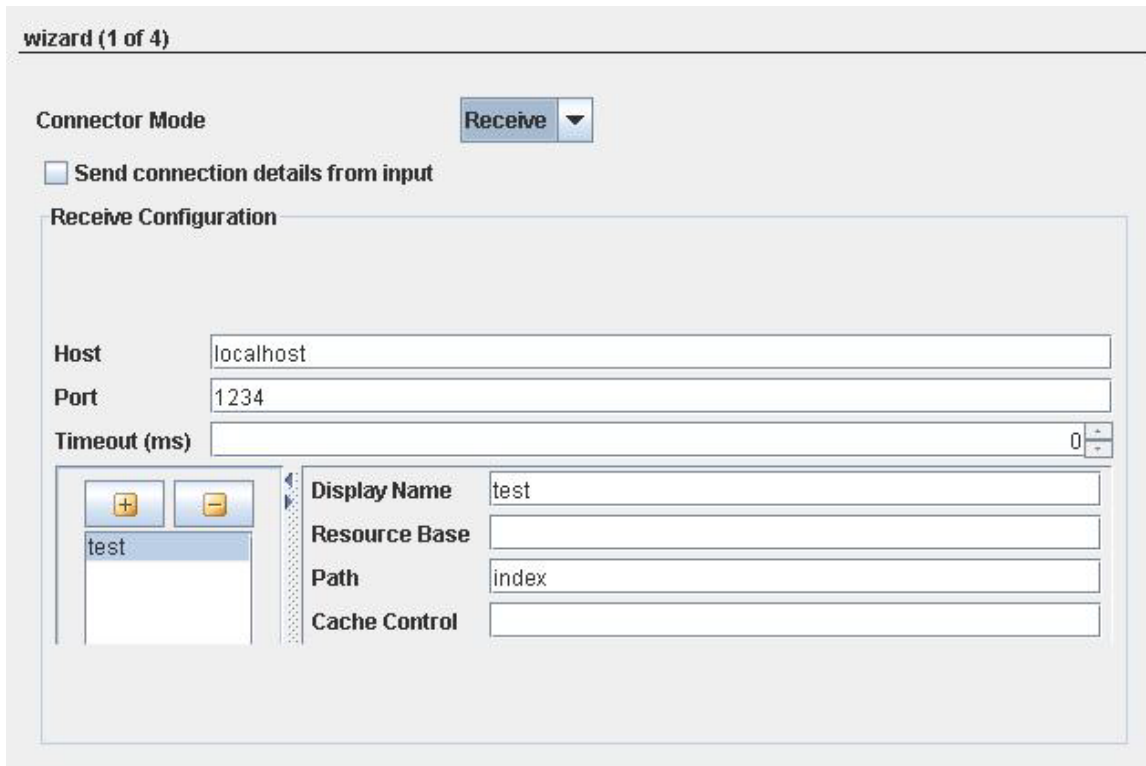 wizard (1 of 4)
Connector Mode Receive
Send connection details from input
Receive Configuration
Host localhost
Port 1234
Timeout (ms) 0
Display Name test
test
Resource Base
Path index
Cache Control